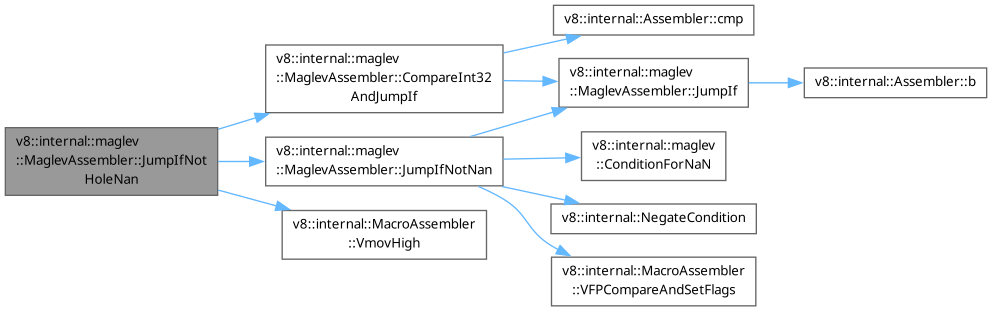 v8::internal::maglev
::MaglevAssembler::JumpIfNot
HoleNan
v8::internal::maglev
::MaglevAssembler::CompareInt32
AndJumpIf
v8::internal::maglev
::MaglevAssembler::JumpIfNotNan
v8::internal::MacroAssembler
::VmovHigh
v8::internal::Assembler::cmp
v8::internal::maglev
::MaglevAssembler::JumpIf
v8::internal::maglev
::ConditionForNaN
v8::internal::NegateCondition
v8::internal::MacroAssembler
::VFPCompareAndSetFlags
v8::internal::Assembler::b